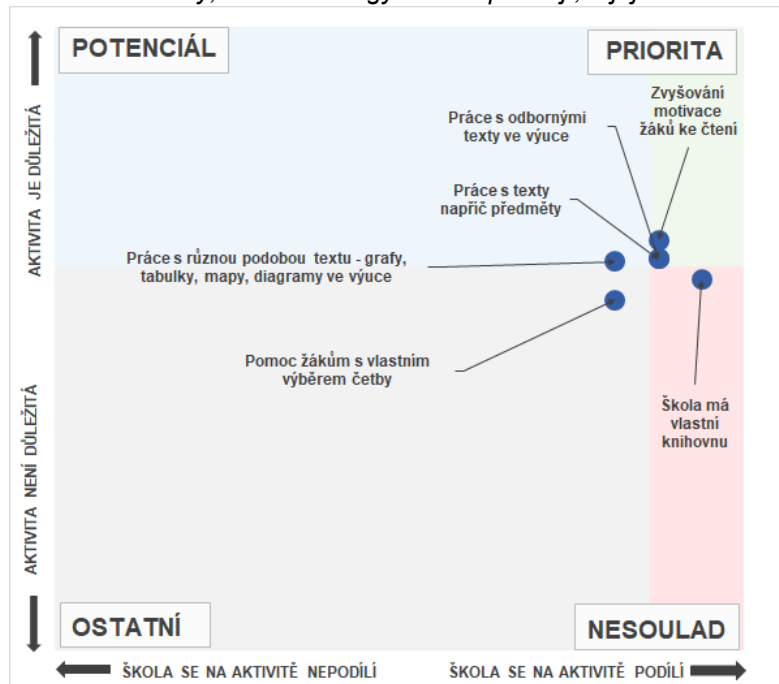 POTENCIÁL
PRIORITA
Zvyšování
motivace
žáků ke čtení
Práce s odbornými
texty ve výuce
Práce s texty
napříč předměty
Práce s různou podobou textu - grafy,
tabulky, mapy, diagramy ve výuce
Pomoc žákům s vlastním
výběrem četby
Škola má
vlastní
knihovnu
AKTIVITA JE DŮLEŽITÁ
AKTIVITA NENÍ DŮLEŽITÁ
OSTATNÍ
NESOULAD
ŠKOLA SE NA AKTIVITĚ NEPODÍLÍ
ŠKOLA SE NA AKTIVITĚ PODÍLÍ